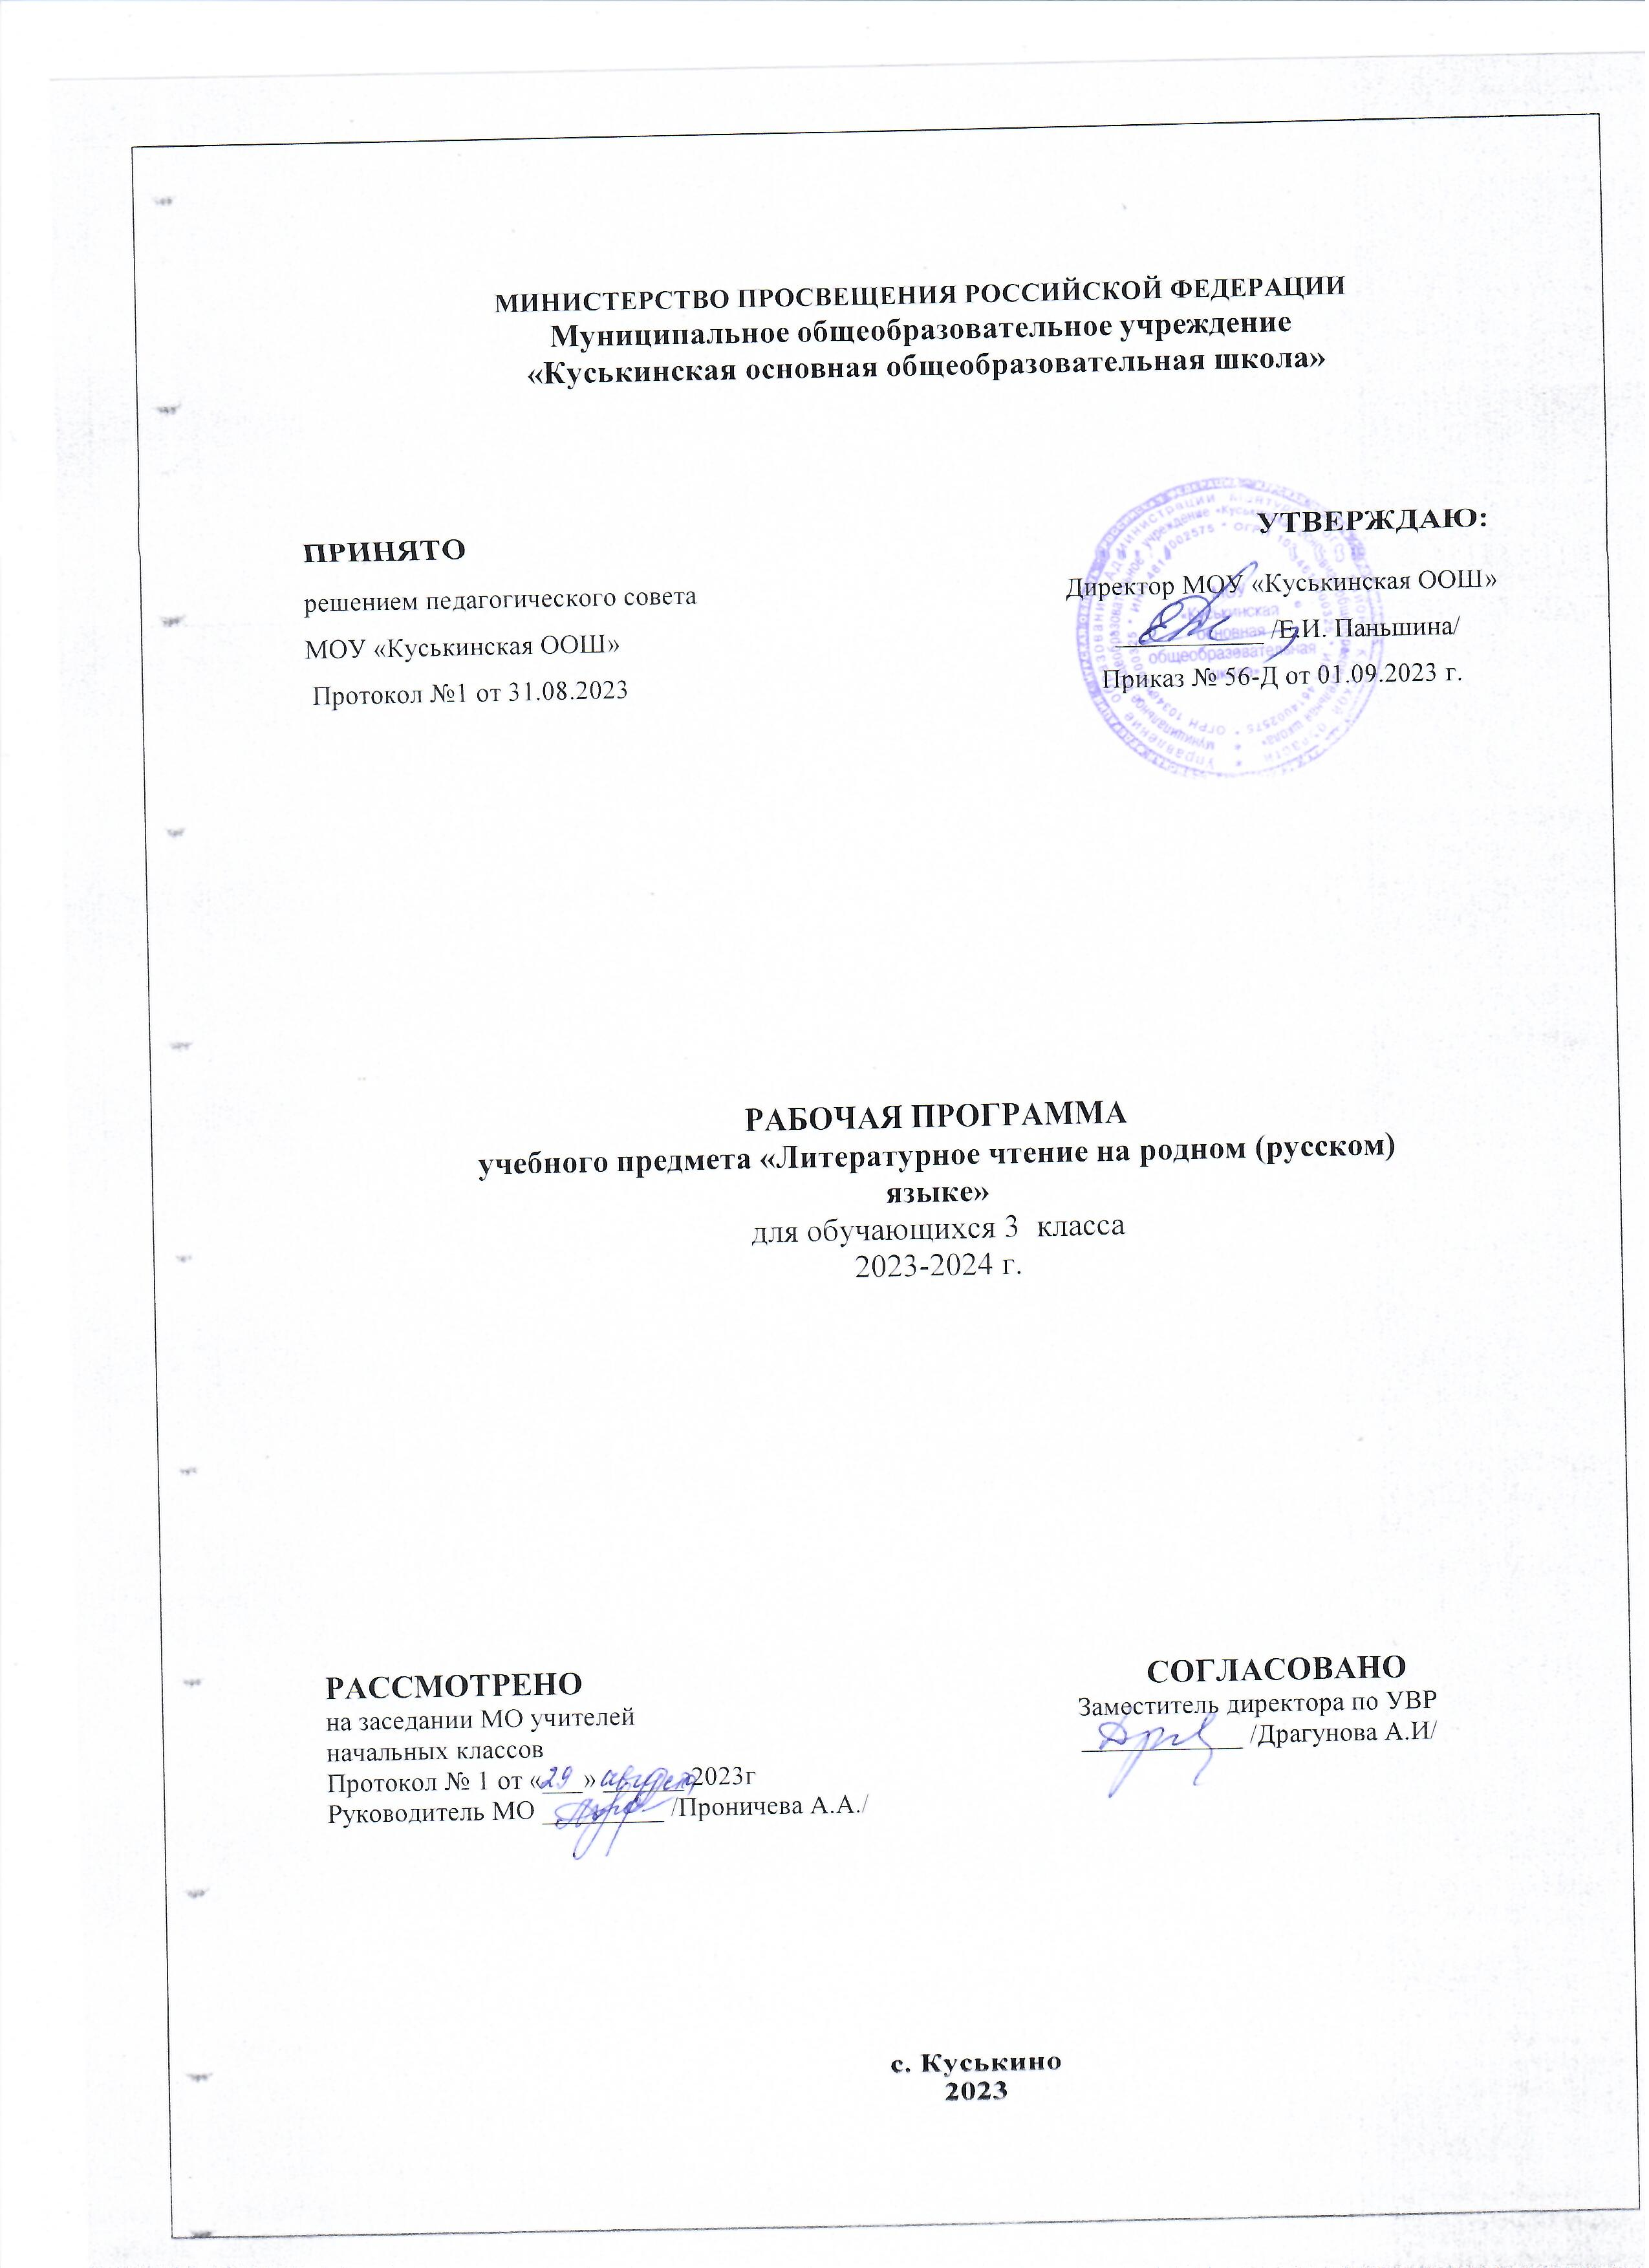 МИНИСТЕРСТВО ПРОСВЕЩЕНИЯ РОССИЙСКОЙ ФЕДЕРАЦИИ
Муниципальное общеобразовательное учреждение
«Куськинская основная общеобразовательная школа»
ПРИНЯТО
решением педагогического совета
МОУ «Куськинская ООШ»
Протокол №1 от 31.08.2023
УТВЕРЖДАЮ:
Директор МОУ «Куськинская ООШ»
/Е.И. Паньшина/
Приказ № 56-Д от 01.09.2023 г.
РАБОЧАЯ ПРОГРАММА
учебного предмета «Литературное чтение на родном (русском)
языке»
для обучающихся 3 класса
2023-2024 г.
РАССМОТРЕНО
на заседании МО учителей
начальных классов
Протокол № 1 от «29» августа 2023г
Руководитель МО ________ /Проничева А.А./
СОГЛАСОВАНО
Заместитель директора по УВР
____________ /Драгунова А.И/
с. Куськино
2023